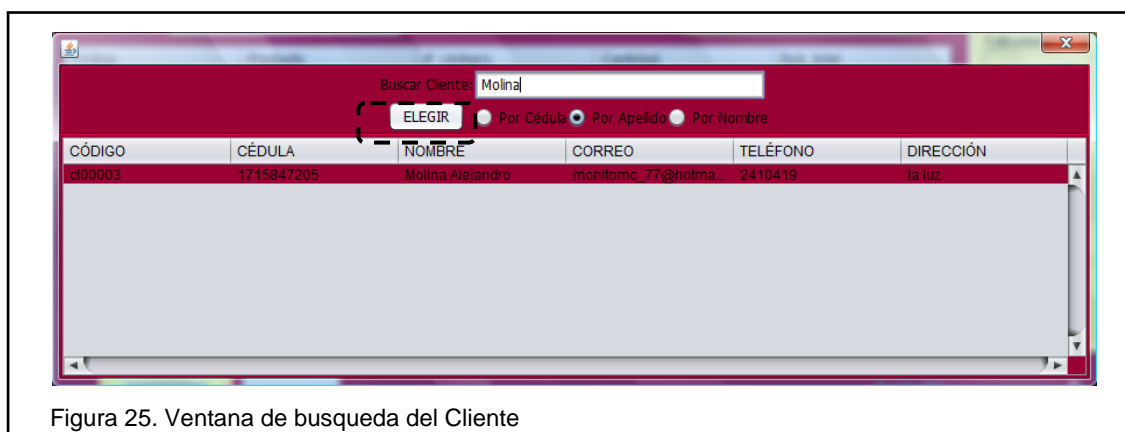 Buscar Cliente: Molina
ELEGIR Por Cédula Por Apellido Por Nombre
CÓDIGO CÉDULA NOMBRE CORREO TELÉFONO DIRECCIÓN
cl00003 1715847205 Molina Alejandro monitomc_77@hotma... 2410419 la luz
Figura 25. Ventana de busqueda del Cliente